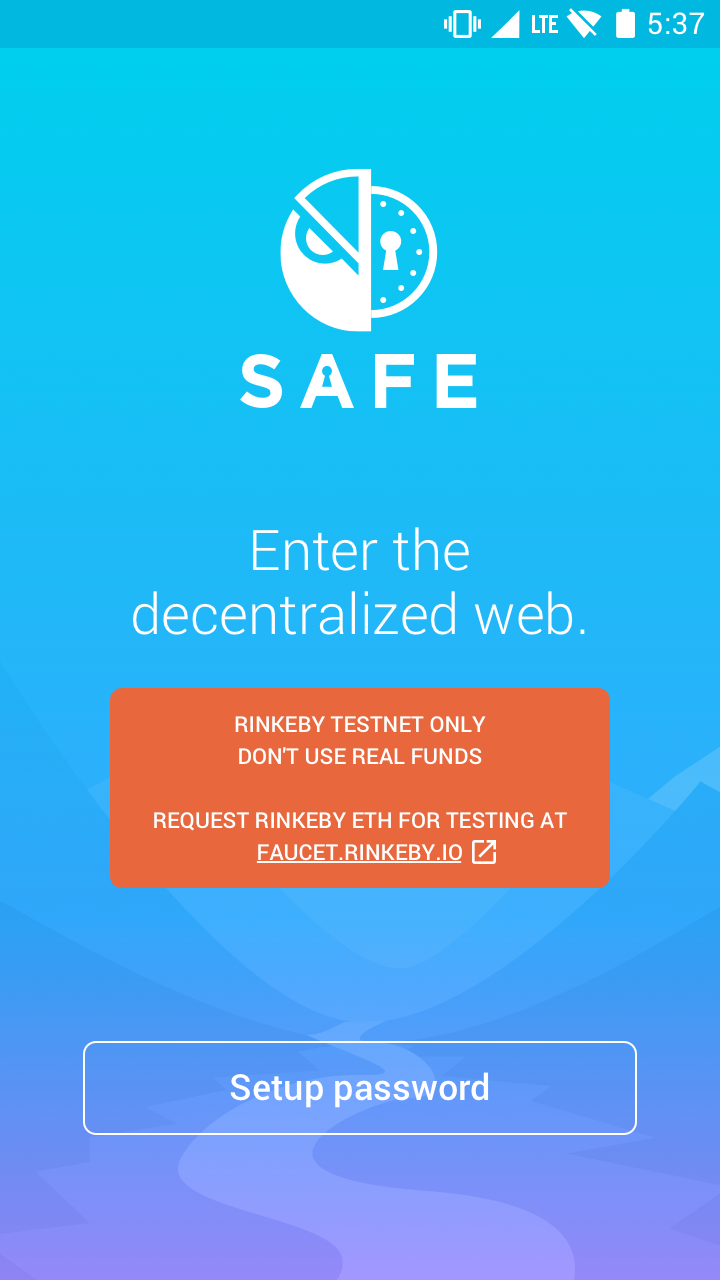 LTE 5:37
SAFE
Enter the
decentralized web.
RINKEBY TESTNET ONLY
DON'T USE REAL FUNDS
REQUEST RINKEBY ETH FOR TESTING AT
FAUCET.RINKEBY.IO
Setup password